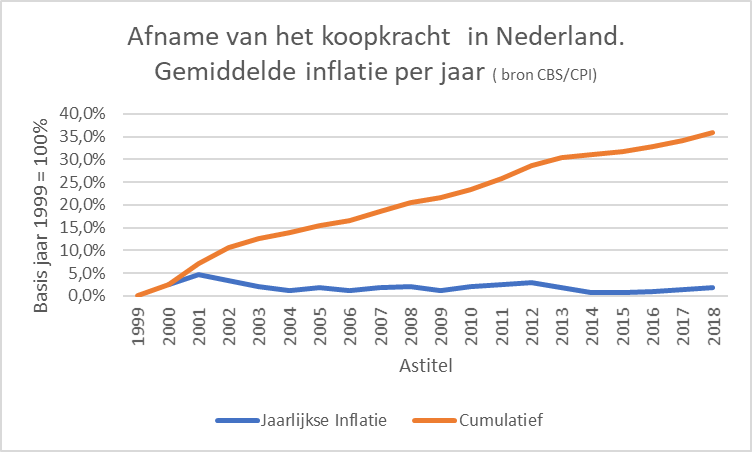 Afname van het koopkracht  in Nederland.
Gemiddelde inflatie per jaar ( bron CBS/CPI)
Basis jaar 1999 = 100%
40,0%
35,0%
30,0%
25,0%
20,0%
15,0%
10,0%
5,0%
0,0%
1999 2000 2001 2002 2003 2004 2005 2006 2007 2008 2009 2010 2011 2012 2013 2014 2015 2016 2017 2018
Astitel
Jaarlijkse Inflatie Cumulatief